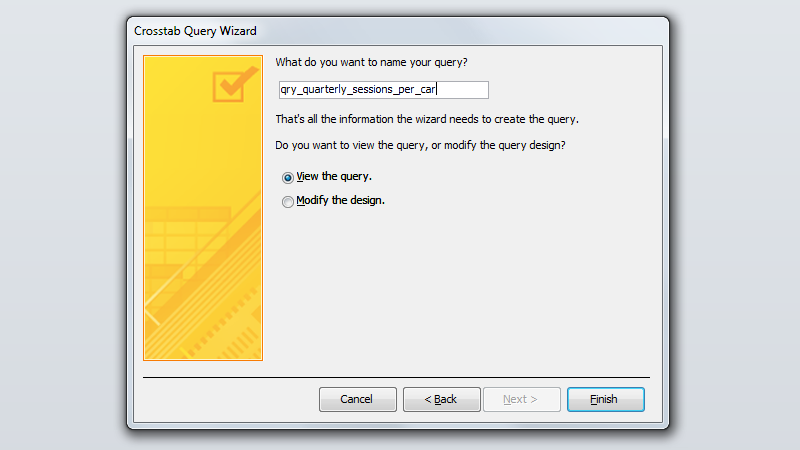 Crosstab Query Wizard
What do you want to name your query?
qry_quarterly_sessions_per_car
That's all the information the wizard needs to create the query.
Do you want to view the query, or modify the query design?
View the query.
Modify the design.
Cancel
< Back
Next >
Finish